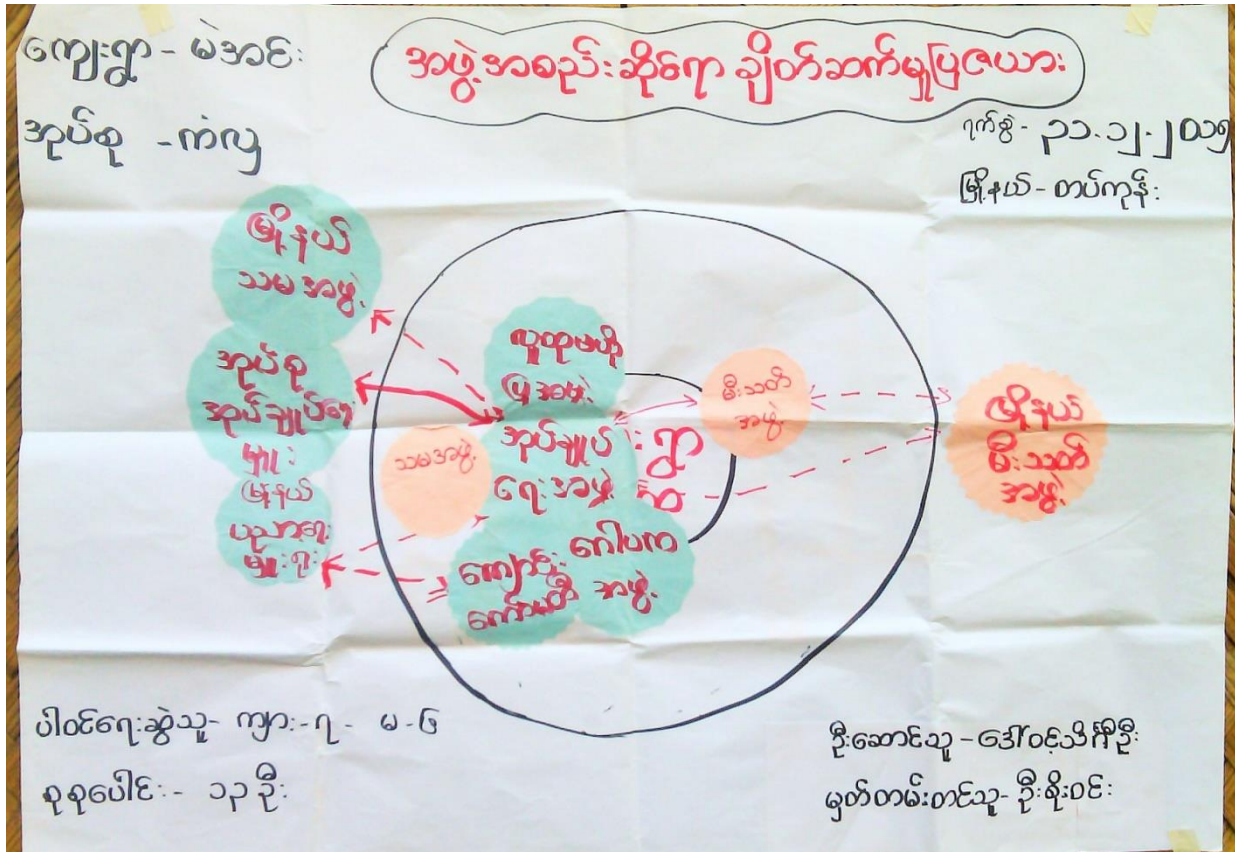 ကျေးရွာ - မဲအင်း
အုပ်စု - ကံလှ
အဖွဲ့အစည်းဆိုင်ရာ ချိတ်ဆက်မှုပြဇယား
ရက်စွဲ - ၃၁.၁၂.၂၀၁၅
မြို့နယ် - တပ်ကုန်း
မြို့နယ်
သမအဖွဲ့
အုပ်စု
အုပ်ချုပ်ရေး
မှူး
မြို့နယ်
ပညာရေး
မှူးရုံး
လူထုဗဟို
ပြုအဖွဲ့
သမအဖွဲ့
အုပ်ချုပ်
ရေးအဖွဲ့
ရွာ
ကျောင်း
ကော်မတီ
ဂေါပက
အဖွဲ့
မီးသတ်
အဖွဲ့
မြို့နယ်
မီးသတ်
အဖွဲ့
ပါဝင်ရေးဆွဲသူ - ကျား - ၇ - မ - ၆
စုစုပေါင်း - ၁၃ ဦး
ဦးဆောင်သူ - ဒေါ်ဝင့်သိင်္ဂီဦး
မှတ်တမ်းတင်သူ - ဦးစိုးဝင်း